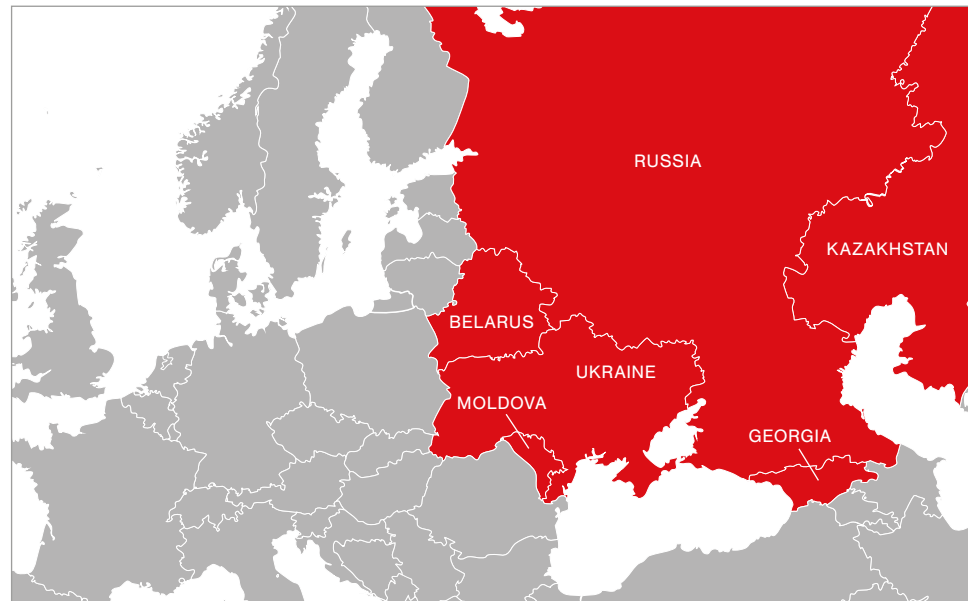 RUSSIA
KAZAKHSTAN
BELARUS
UKRAINE
MOLDOVA
GEORGIA